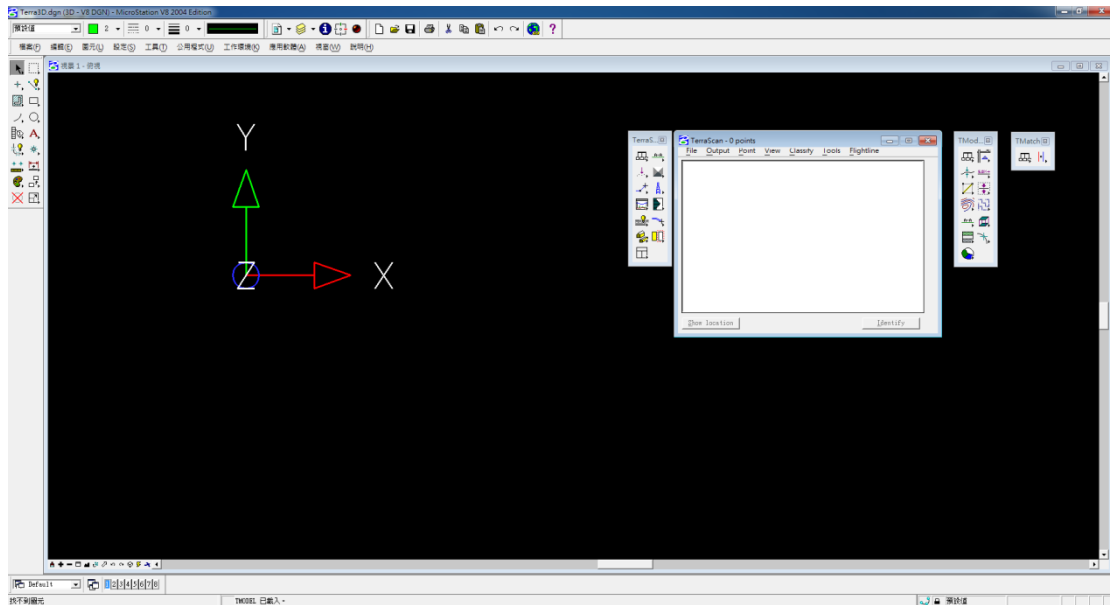 Terra3D.dgn (3D - V8 DGN) - MicroStation V8 2004 Edition
預設值 2 0 0
檔案(F) 編輯(E) 圖元(L) 設定(S) 工具(T) 公用程式(U) 工作環境(K) 應用軟體(A) 視窗(W) 說明(H)
視圖 1 - 俯視
Y
X
Z
TerraS...
TerraScan - 0 points
File Output Point View Classify Tools Flightline
Show location
Identify
TMod...
TMatch
Default 1 2 3 4 5 6 7 8
找不到圖元
TMODEL 已載入 -
預設值